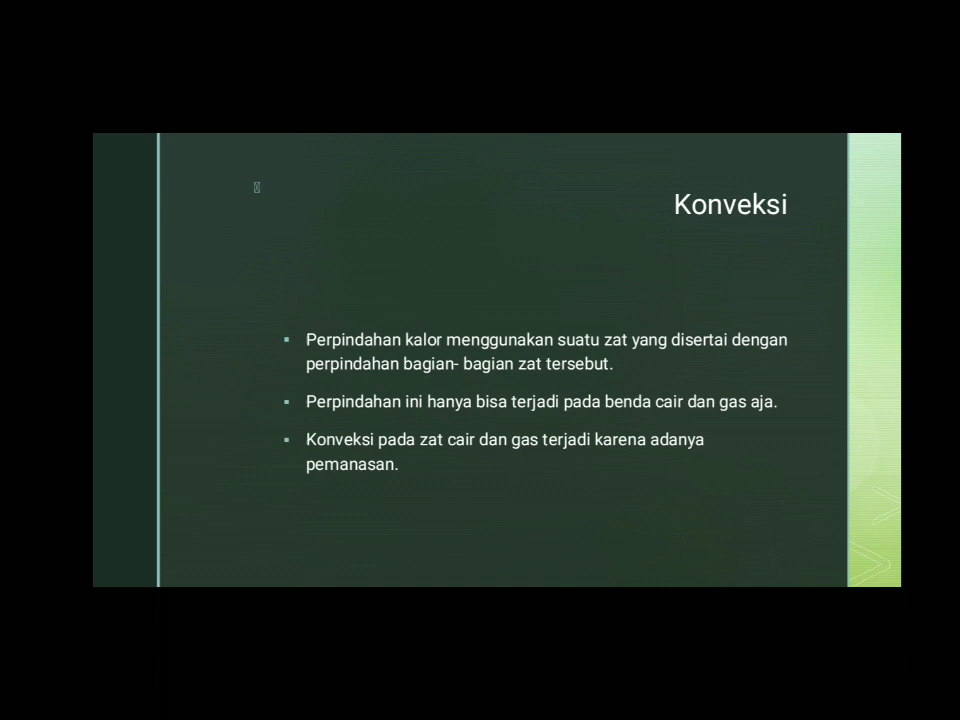 Konveksi
▪ Perpindahan kalor menggunakan suatu zat yang disertai dengan
perpindahan bagian- bagian zat tersebut.
▪ Perpindahan ini hanya bisa terjadi pada benda cair dan gas aja.
▪ Konveksi pada zat cair dan gas terjadi karena adanya
pemanasan.